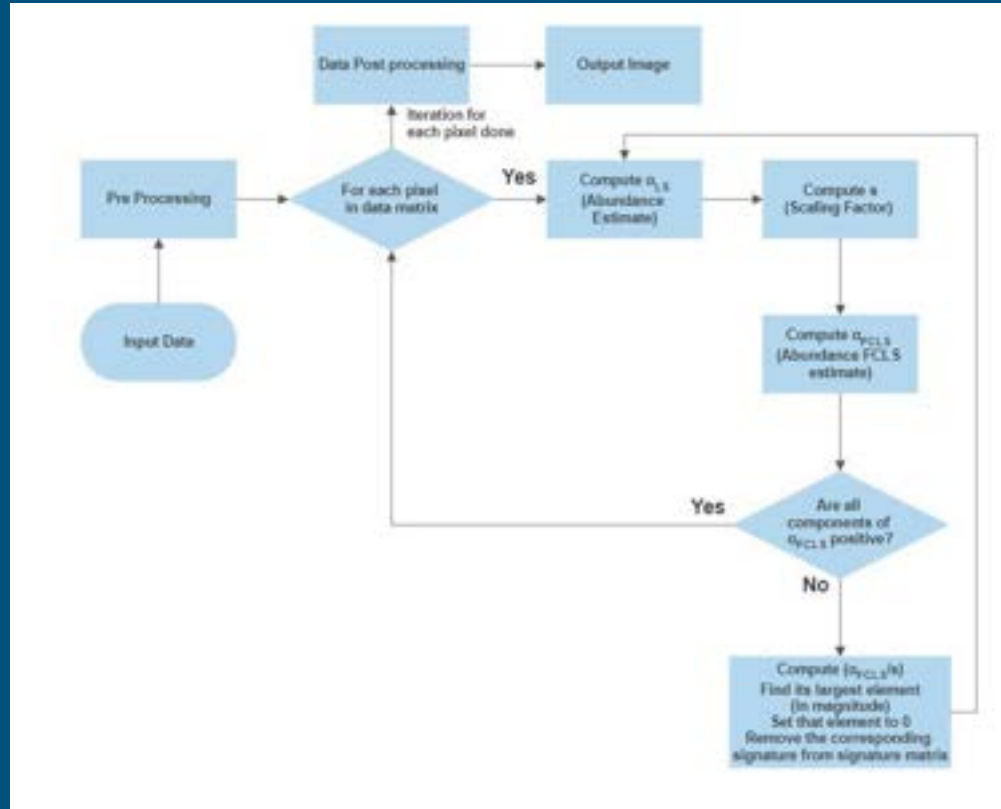 Data Post processing
Output Image
Iteration for
each pixel done
Pre Processing
For each pixel
in data matrix
Yes
Compute α_LS
(Abundance
Estimate)
Compute s
(Scaling Factor)
Input Data
Compute α_FCLS
(Abundance FCLS
estimate)
Yes
Are all
components of
α_FCLS positive?
No
Compute (α_FCLS/s)
Find its largest element
(in magnitude)
Set that element to 0
Remove the corresponding
signature from signature matrix